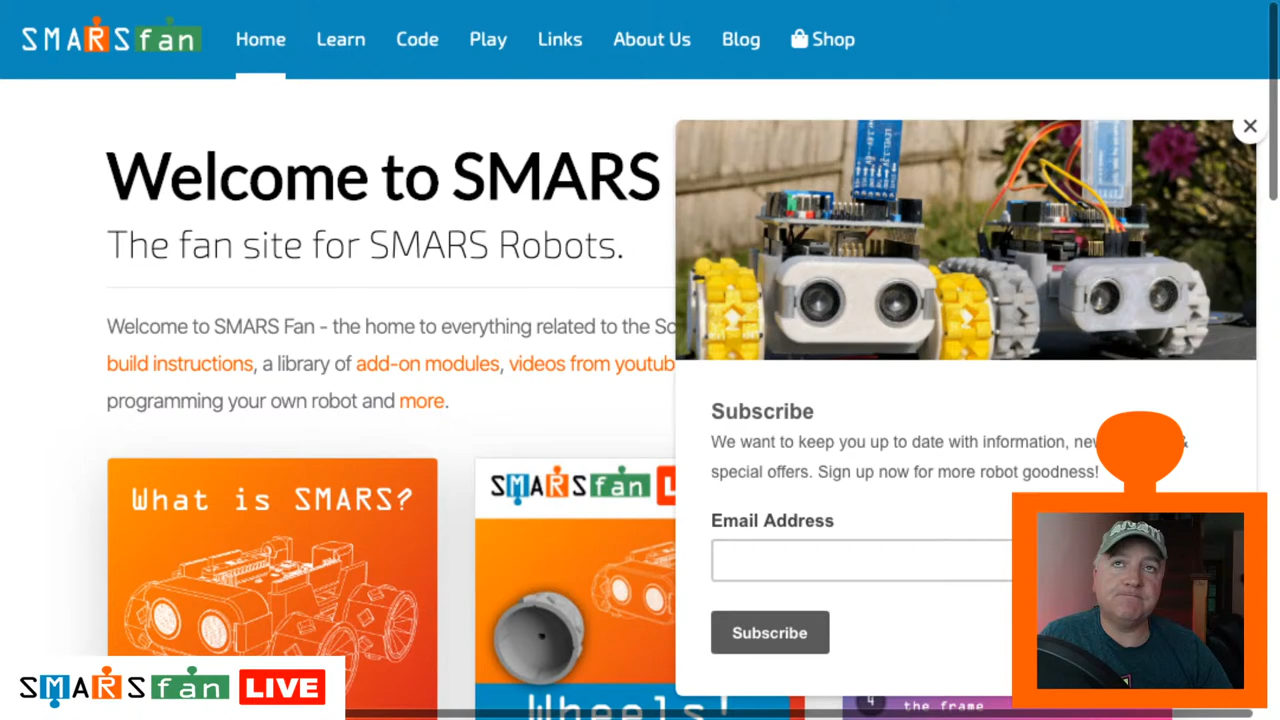 SMARSfan Home Learn Code Play Links About Us Blog Shop
Welcome to SMARS
The fan site for SMARS Robots.
Welcome to SMARS Fan - the home to everything related to the
build instructions, a library of add-on modules, videos from youtub
programming your own robot and more.
What is SMARS?
SMARSfan
Wheels!
Subscribe
We want to keep you up to date with information,
special offers. Sign up now for more robot goodness!
Email Address
Subscribe
4 the frame
SMARSfan LIVE